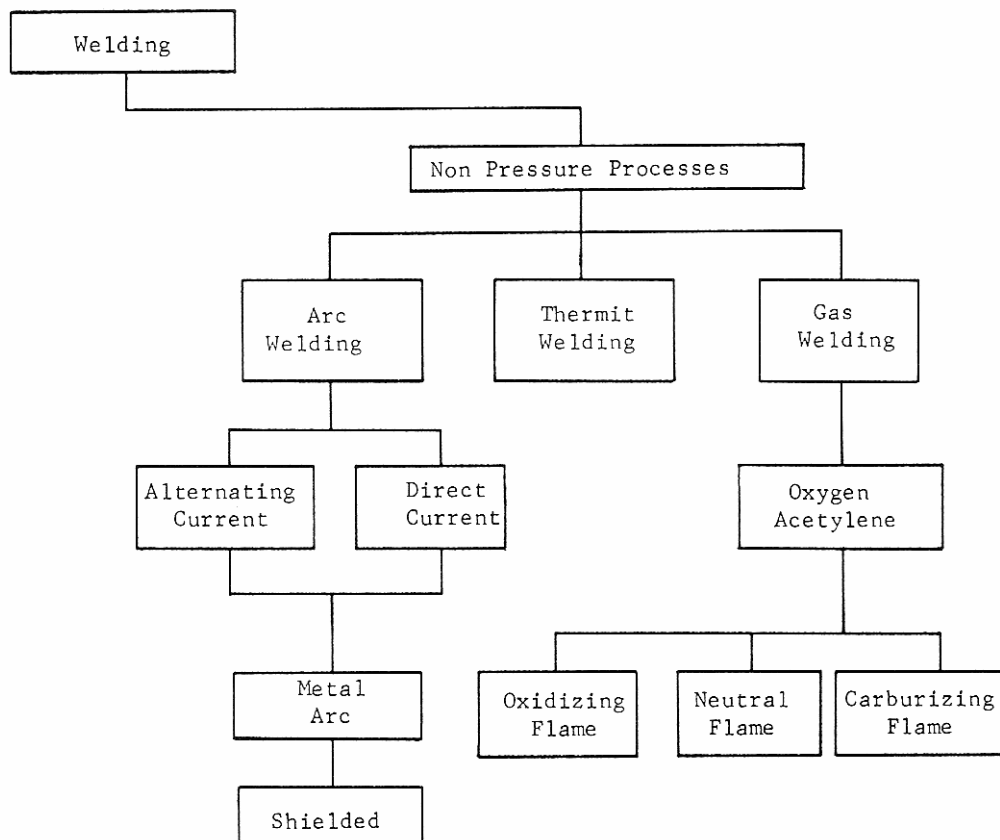 Welding
Non Pressure Processes
Arc
Welding
Thermit
Welding
Gas
Welding
Alternating
Current
Direct
Current
Oxygen
Acetylene
Metal
Arc
Oxidizing
Flame
Neutral
Flame
Carburizing
Flame
Shielded